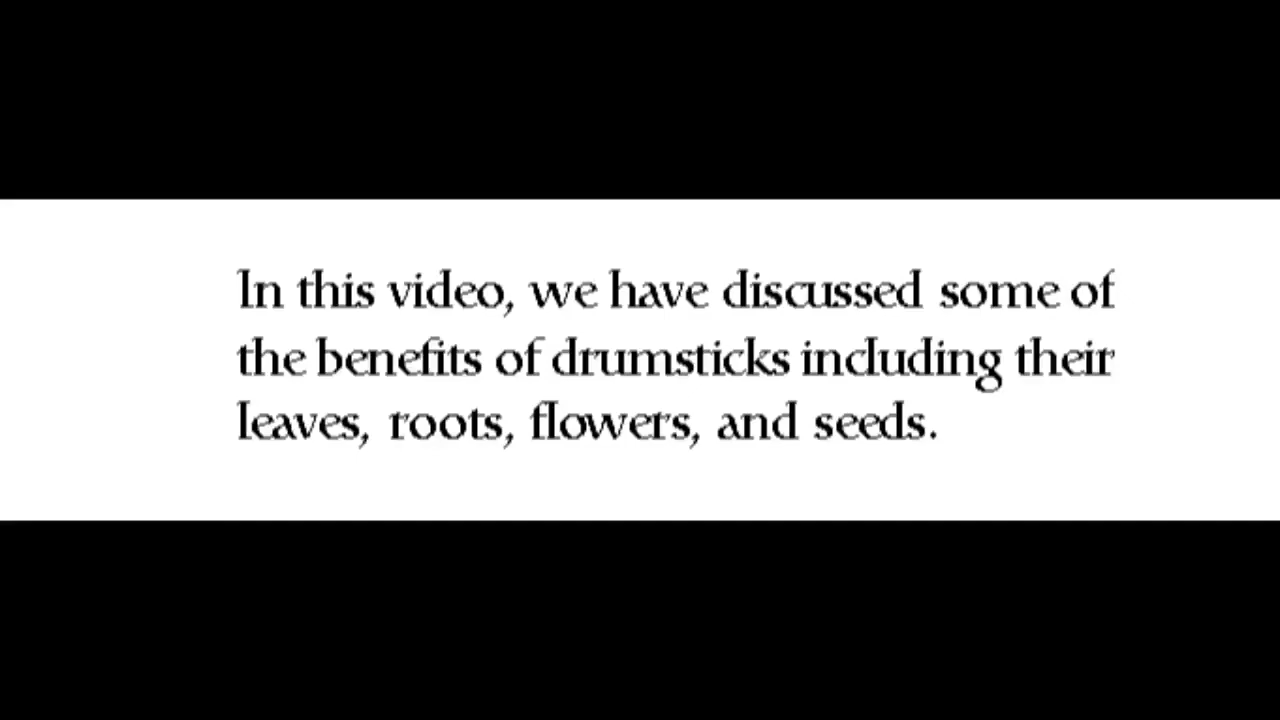 In this video, we have discussed some of
the benefits of drumsticks including their
leaves, roots, flowers, and seeds.